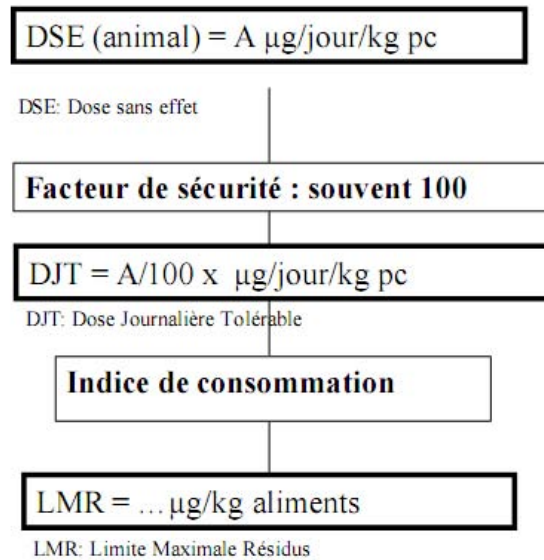 DSE (animal) = A µg/jour/kg pc
DSE: Dose sans effet
Facteur de sécurité : souvent 100
DJT = A/100 x  µg/jour/kg pc
DJT: Dose Journalière Tolérable
Indice de consommation
LMR = ... µg/kg aliments
LMR: Limite Maximale Résidus